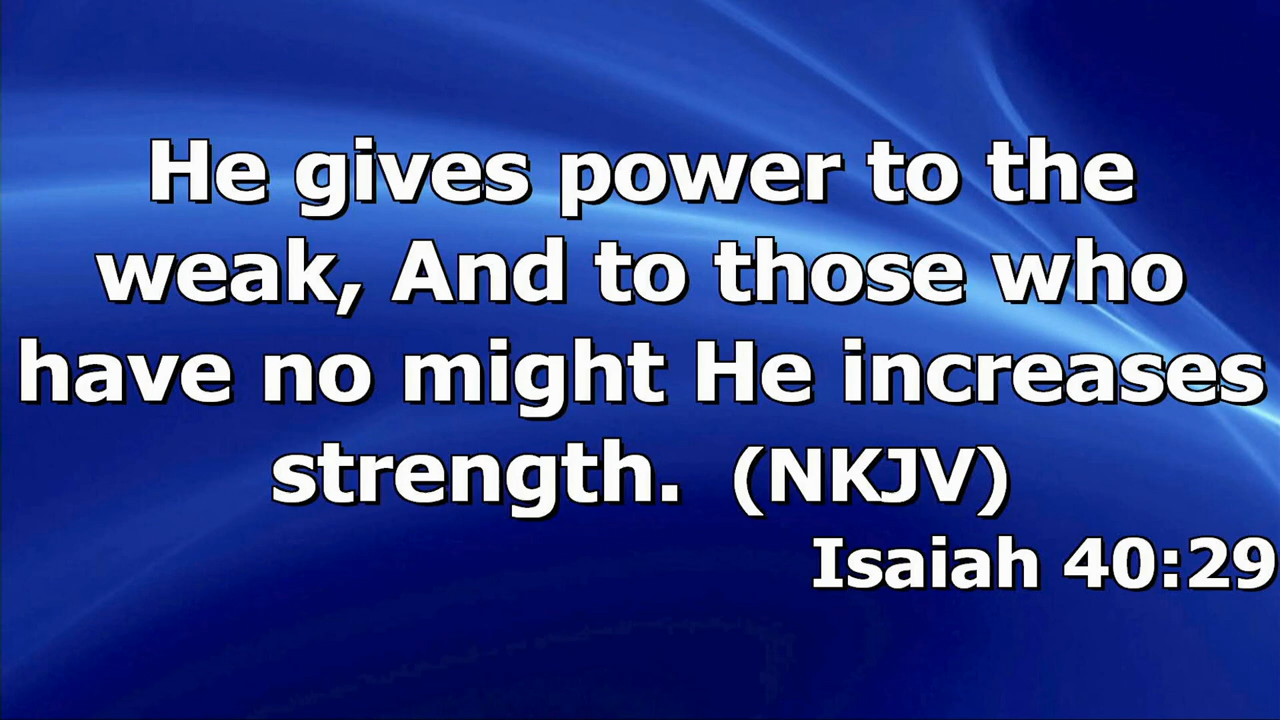 He gives power to the
weak, And to those who
have no might He increases
strength.  (NKJV)
Isaiah 40:29